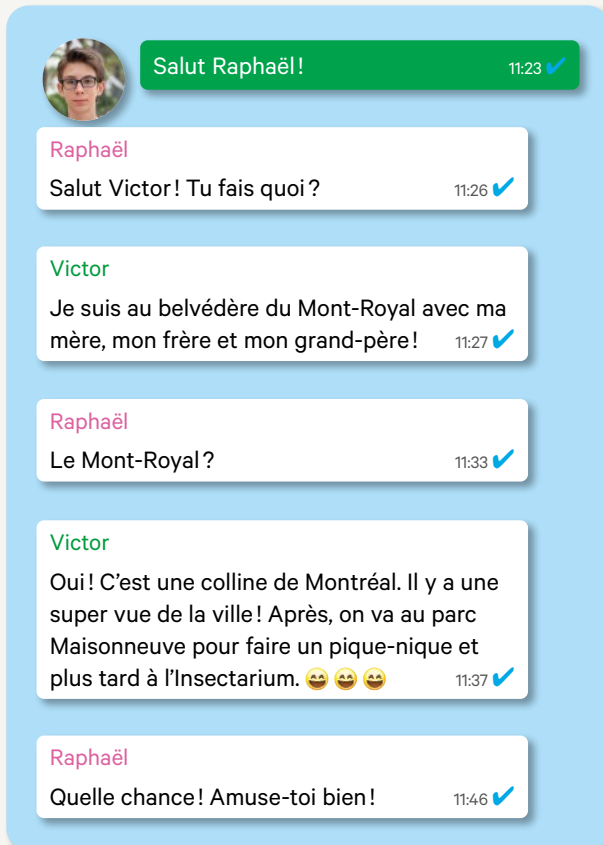 Salut Raphaël ! 11:23
Raphaël
Salut Victor ! Tu fais quoi ? 11:26
Victor
Je suis au belvédère du Mont-Royal avec ma
mère, mon frère et mon grand-père ! 11:27
Raphaël
Le Mont-Royal ? 11:33
Victor
Oui ! C’est une colline de Montréal. Il y a une
super vue de la ville ! Après, on va au parc
Maisonneuve pour faire un pique-nique et
plus tard à l’Insectarium. 😄 😄 😄 11:37
Raphaël
Quelle chance ! Amuse-toi bien ! 11:46